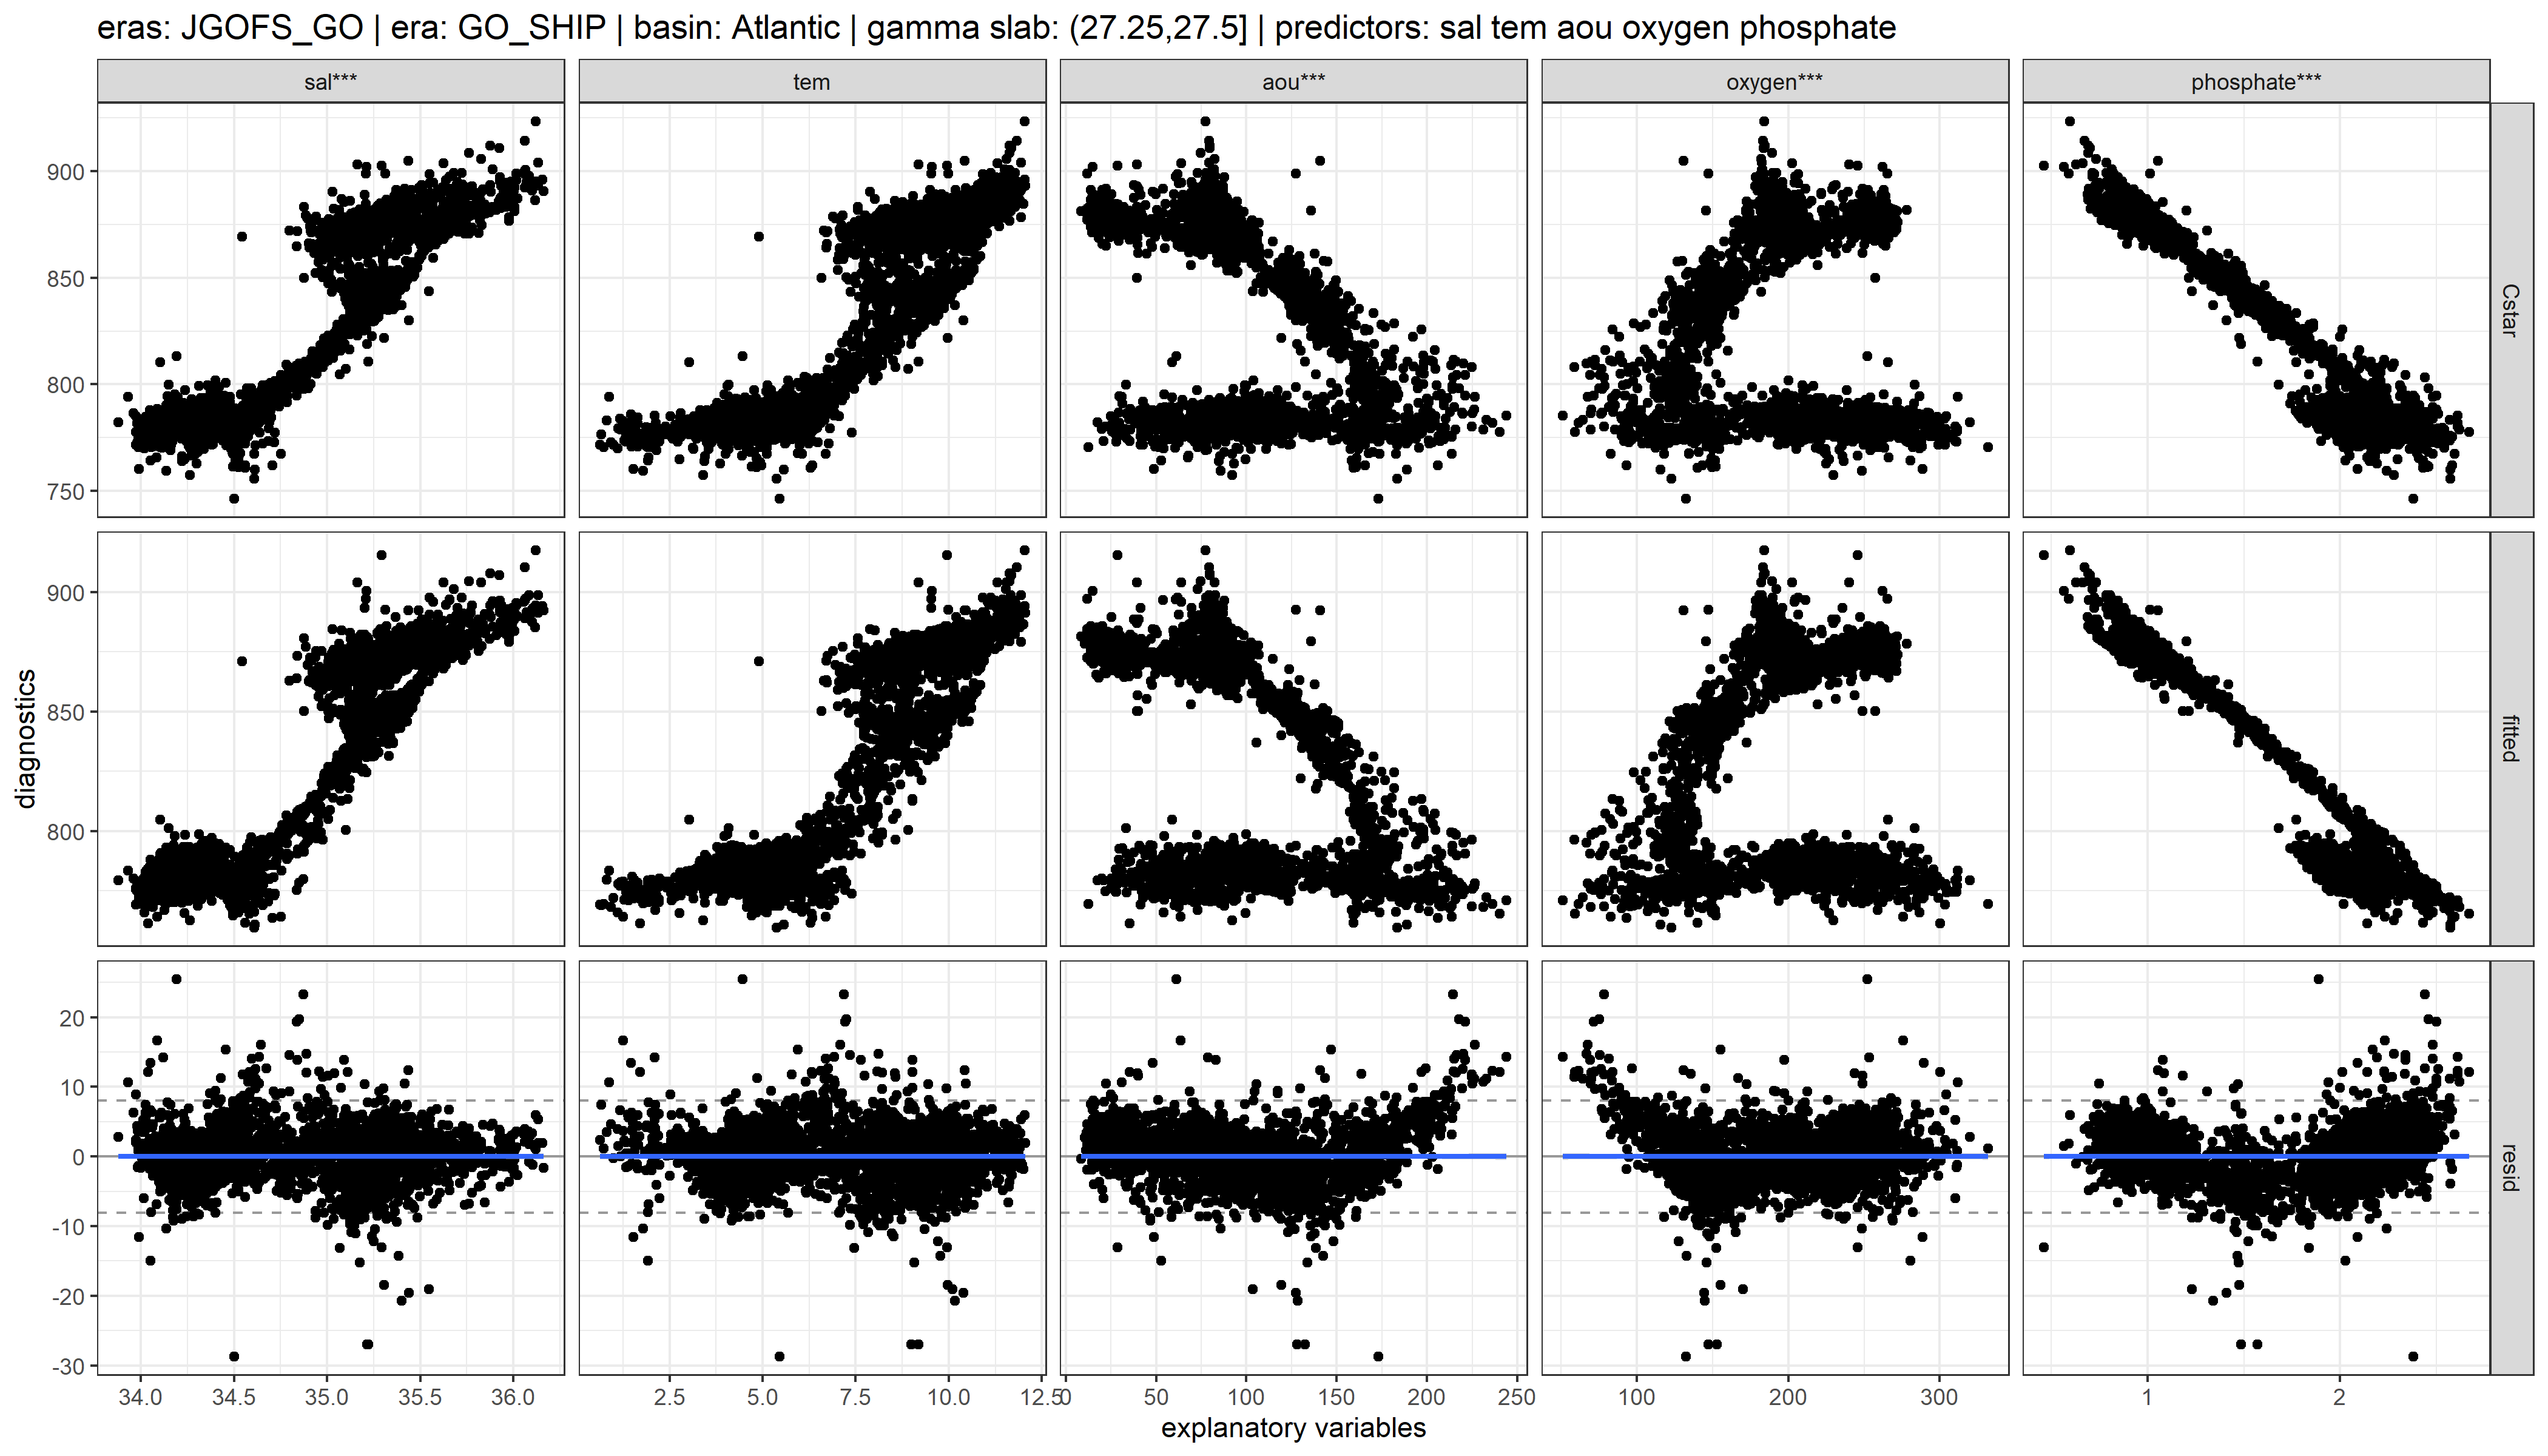 eras: JGOFS_GO | era: GO_SHIP | basin: Atlantic | gamma slab: (27.25,27.5] | predictors: sal tem aou oxygen phosphate
sal*** tem aou*** oxygen*** phosphate***
900
850
800
750
Cstar
900
850
800
fitted
diagnostics
20
10
0
-10
-20
-30
resid
34.0 34.5 35.0 35.5 36.0 2.5 5.0 7.5 10.0 12.5 0 50 100 150 200 250 100 200 300 1 2
explanatory variables